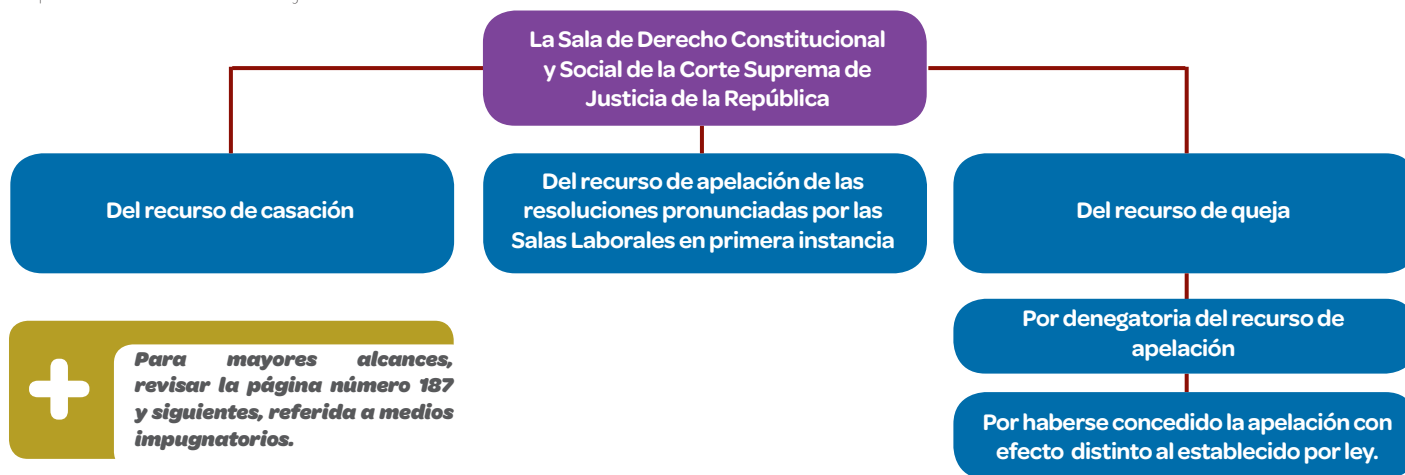 La Sala de Derecho Constitucional
y Social de la Corte Suprema de
Justicia de la República
Del recurso de casación
Del recurso de apelación de las
resoluciones pronunciadas por las
Salas Laborales en primera instancia
Del recurso de queja
Por denegatoria del recurso de
apelación
Por haberse concedido la apelación con
efecto distinto al establecido por ley.
Para mayores alcances,
revisar la página número 187
y siguientes, referida a medios
impugnatorios.